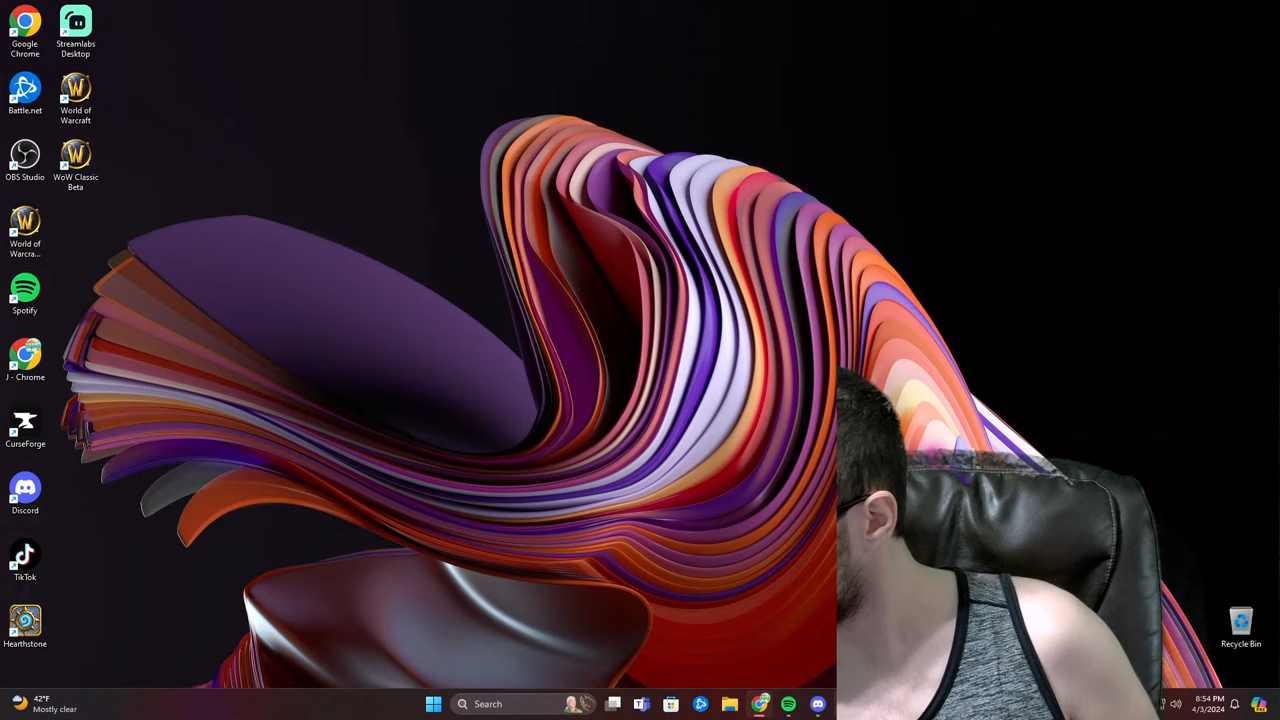 Google
Chrome
Streamlabs
Desktop
Battle.net
World of
Warcraft
OBS Studio
WoW Classic
Beta
World of
Warcra...
Spotify
J - Chrome
CurseForge
Discord
TikTok
Hearthstone
Recycle Bin
42°F
Mostly clear
Search
8:54 PM
4/3/2024